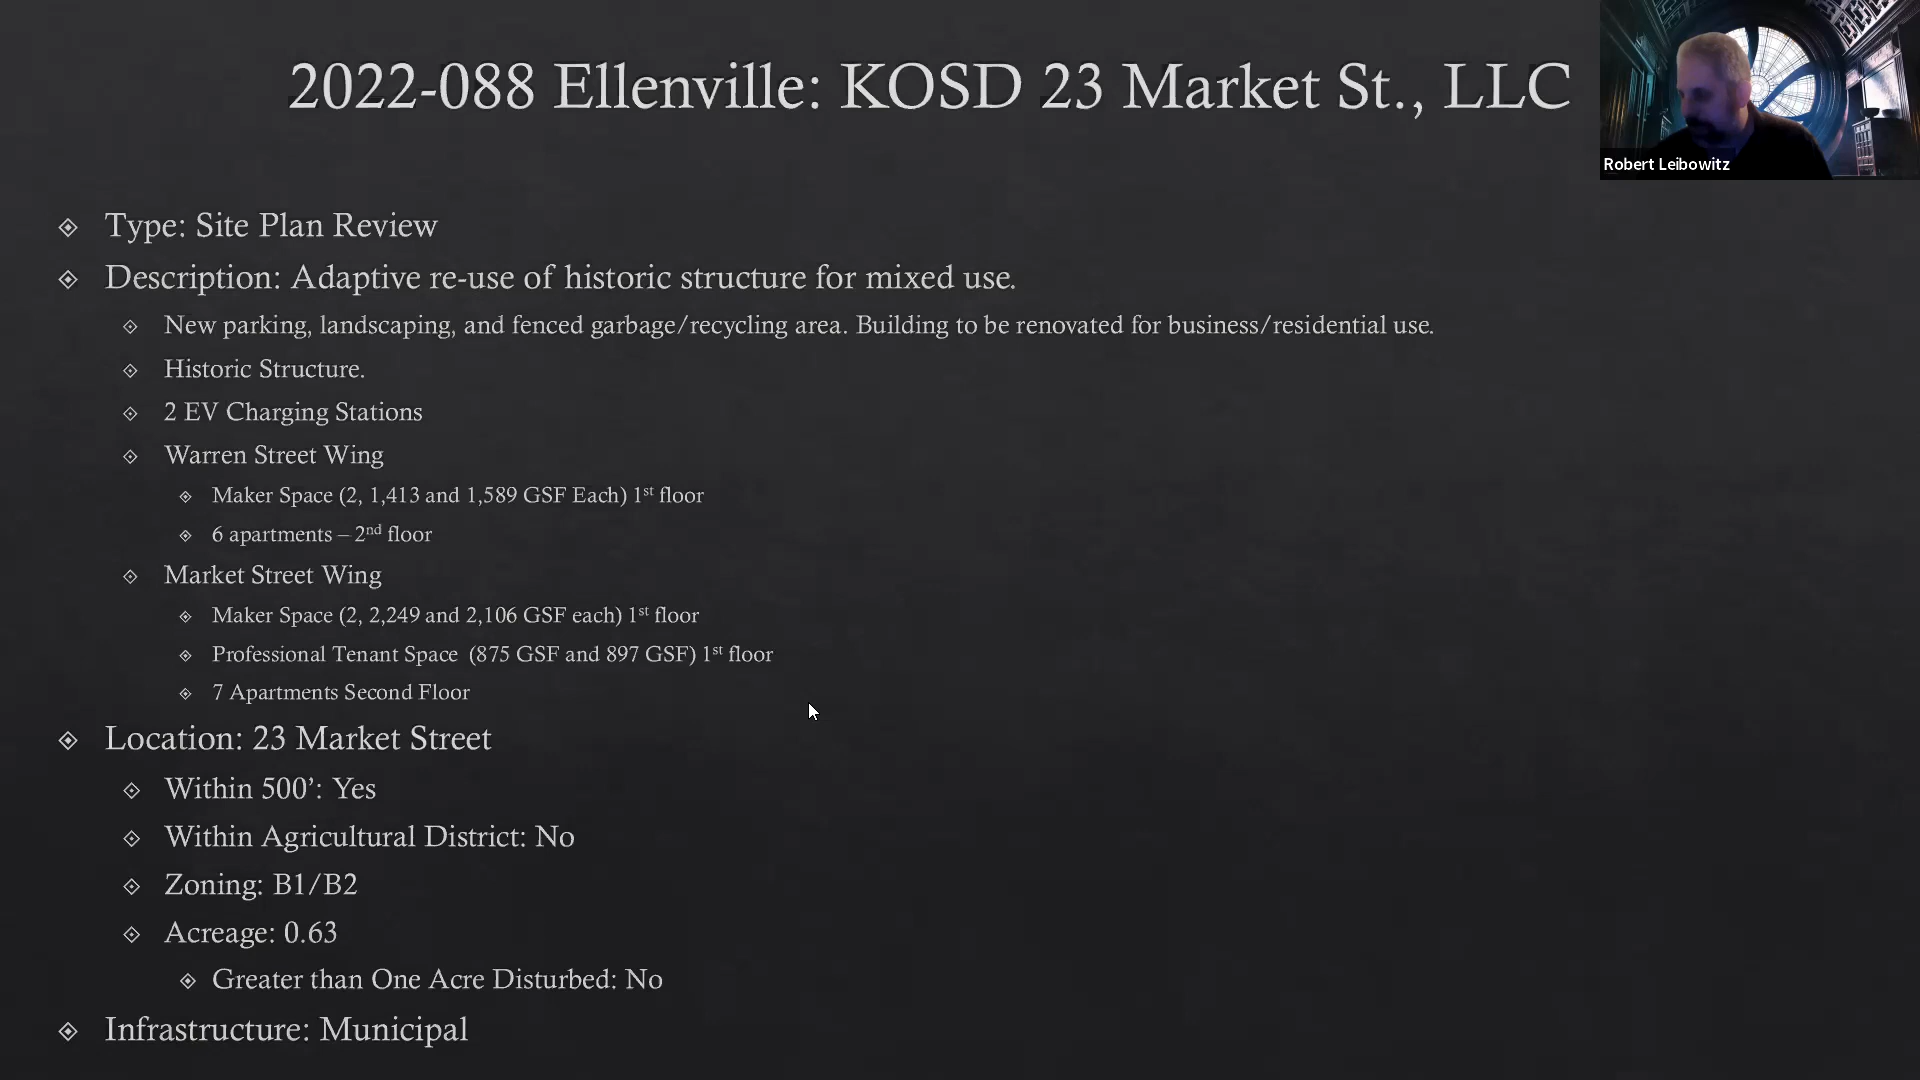 2022-088 Ellenville: KOSD 23 Market St., LLC
Robert Leibowitz
Type: Site Plan Review
Description: Adaptive re-use of historic structure for mixed use.
New parking, landscaping, and fenced garbage/recycling area. Building to be renovated for business/residential use.
Historic Structure.
2 EV Charging Stations
Warren Street Wing
Maker Space (2, 1,413 and 1,589 GSF Each) 1st floor
6 apartments – 2nd floor
Market Street Wing
Maker Space (2, 2,249 and 2,106 GSF each) 1st floor
Professional Tenant Space  (875 GSF and 897 GSF) 1st floor
7 Apartments Second Floor
Location: 23 Market Street
Within 500’: Yes
Within Agricultural District: No
Zoning: B1/B2
Acreage: 0.63
Greater than One Acre Disturbed: No
Infrastructure: Municipal